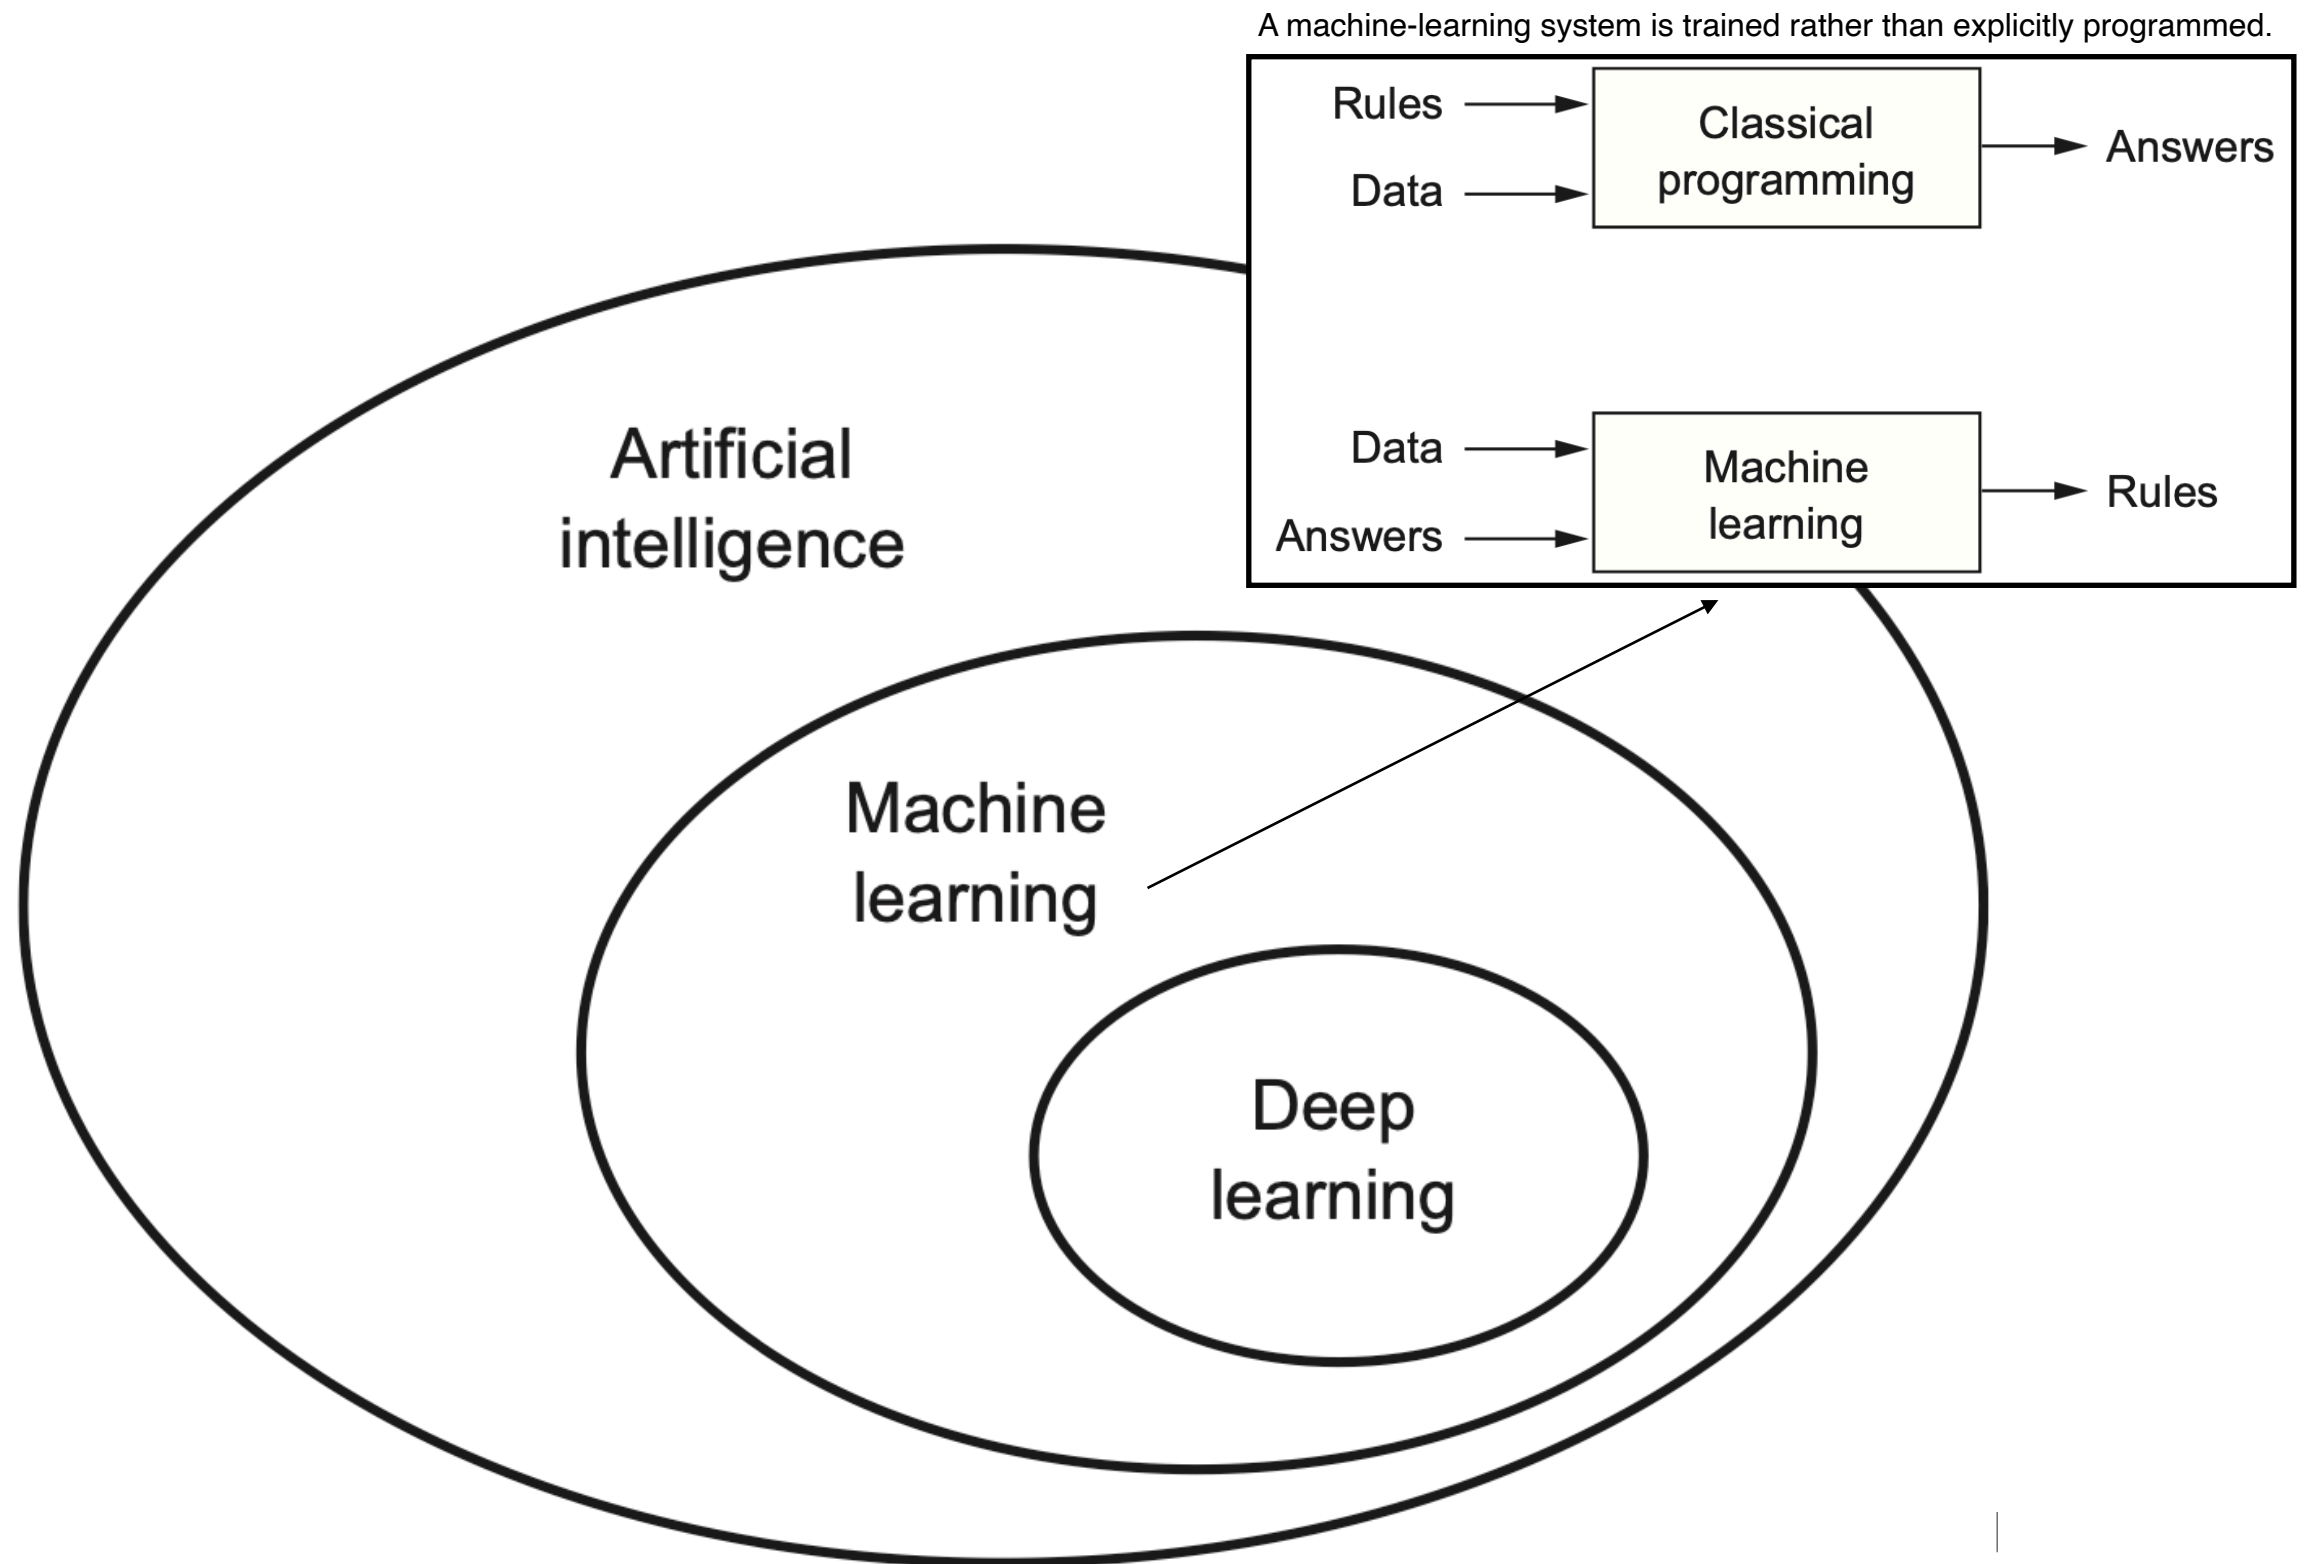 A machine-learning system is trained rather than explicitly programmed.
Rules
Classical
programming
Data
Answers
Data
Machine
learning
Answers
Rules
Artificial
intelligence
Machine
learning
Deep
learning